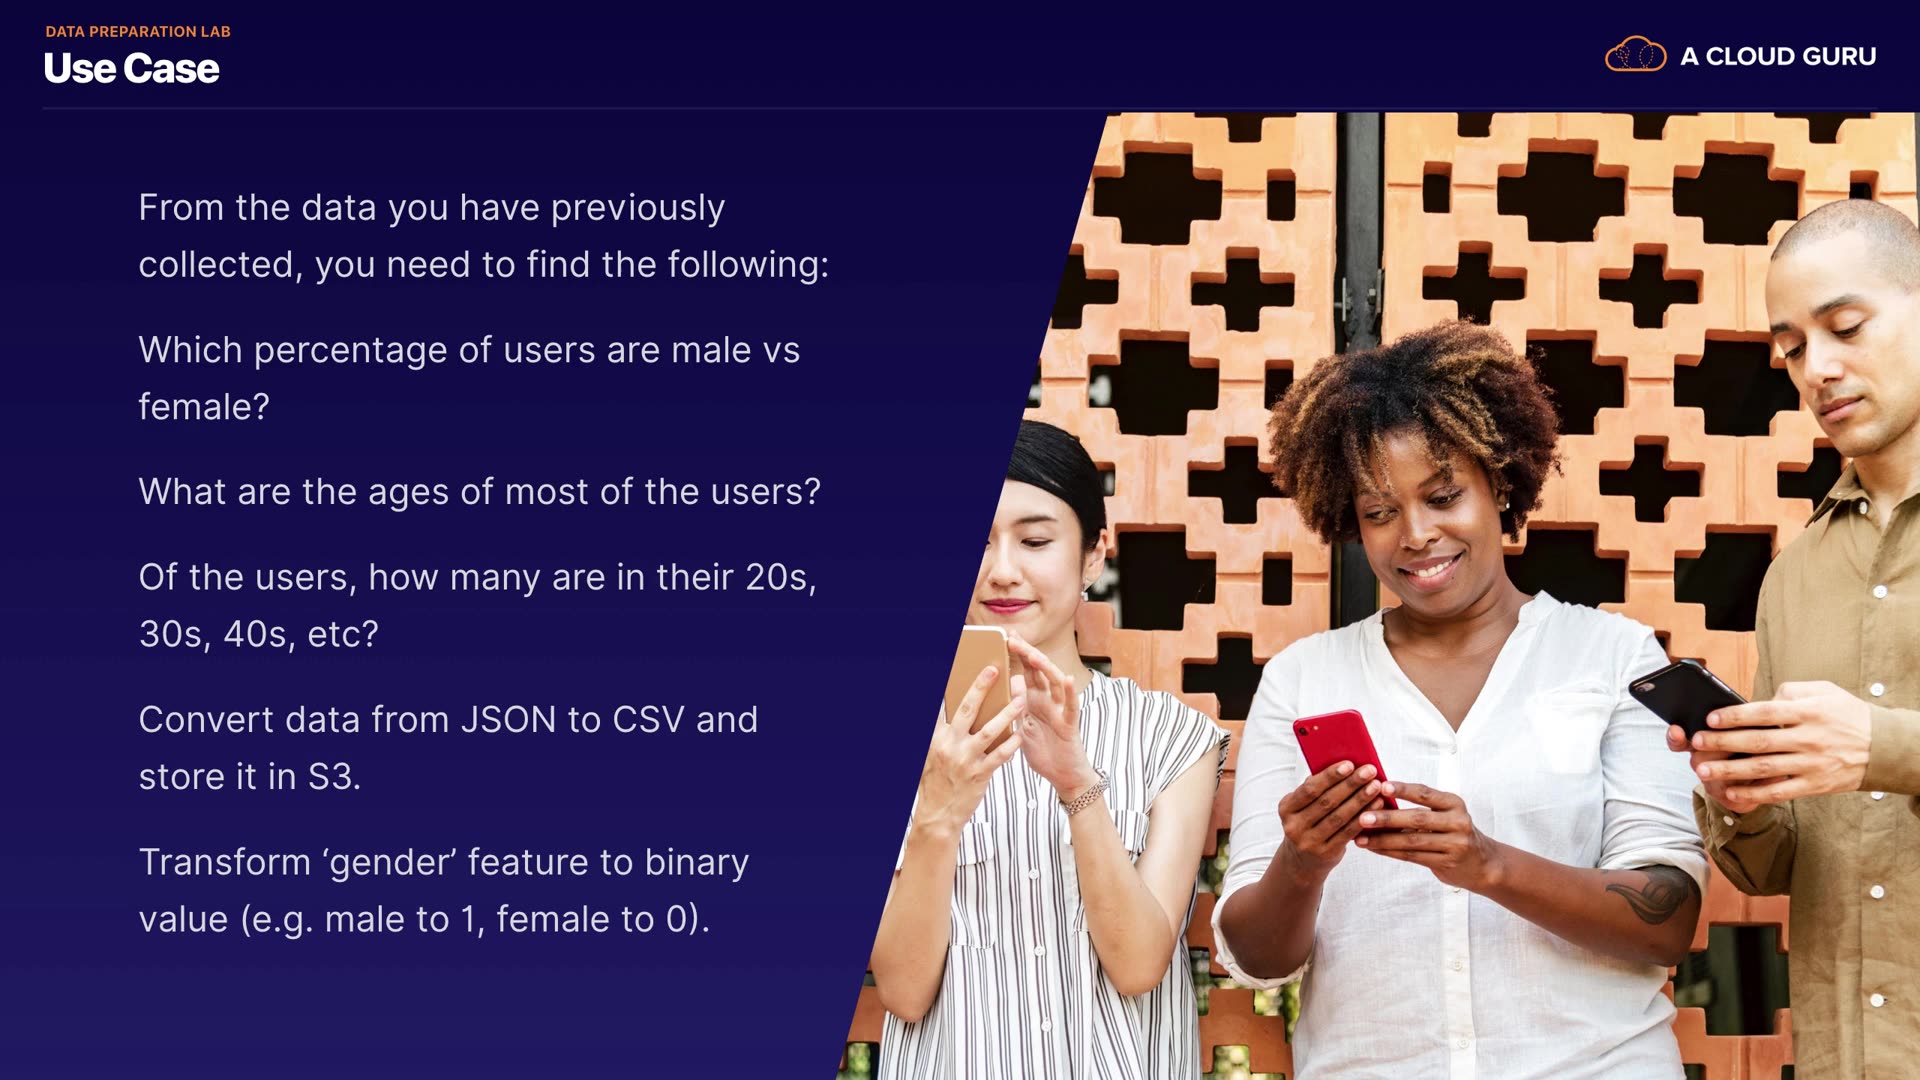 DATA PREPARATION LAB
Use Case
A CLOUD GURU
From the data you have previously
collected, you need to find the following:
Which percentage of users are male vs
female?
What are the ages of most of the users?
Of the users, how many are in their 20s,
30s, 40s, etc?
Convert data from JSON to CSV and
store it in S3.
Transform ‘gender’ feature to binary
value (e.g. male to 1, female to 0).